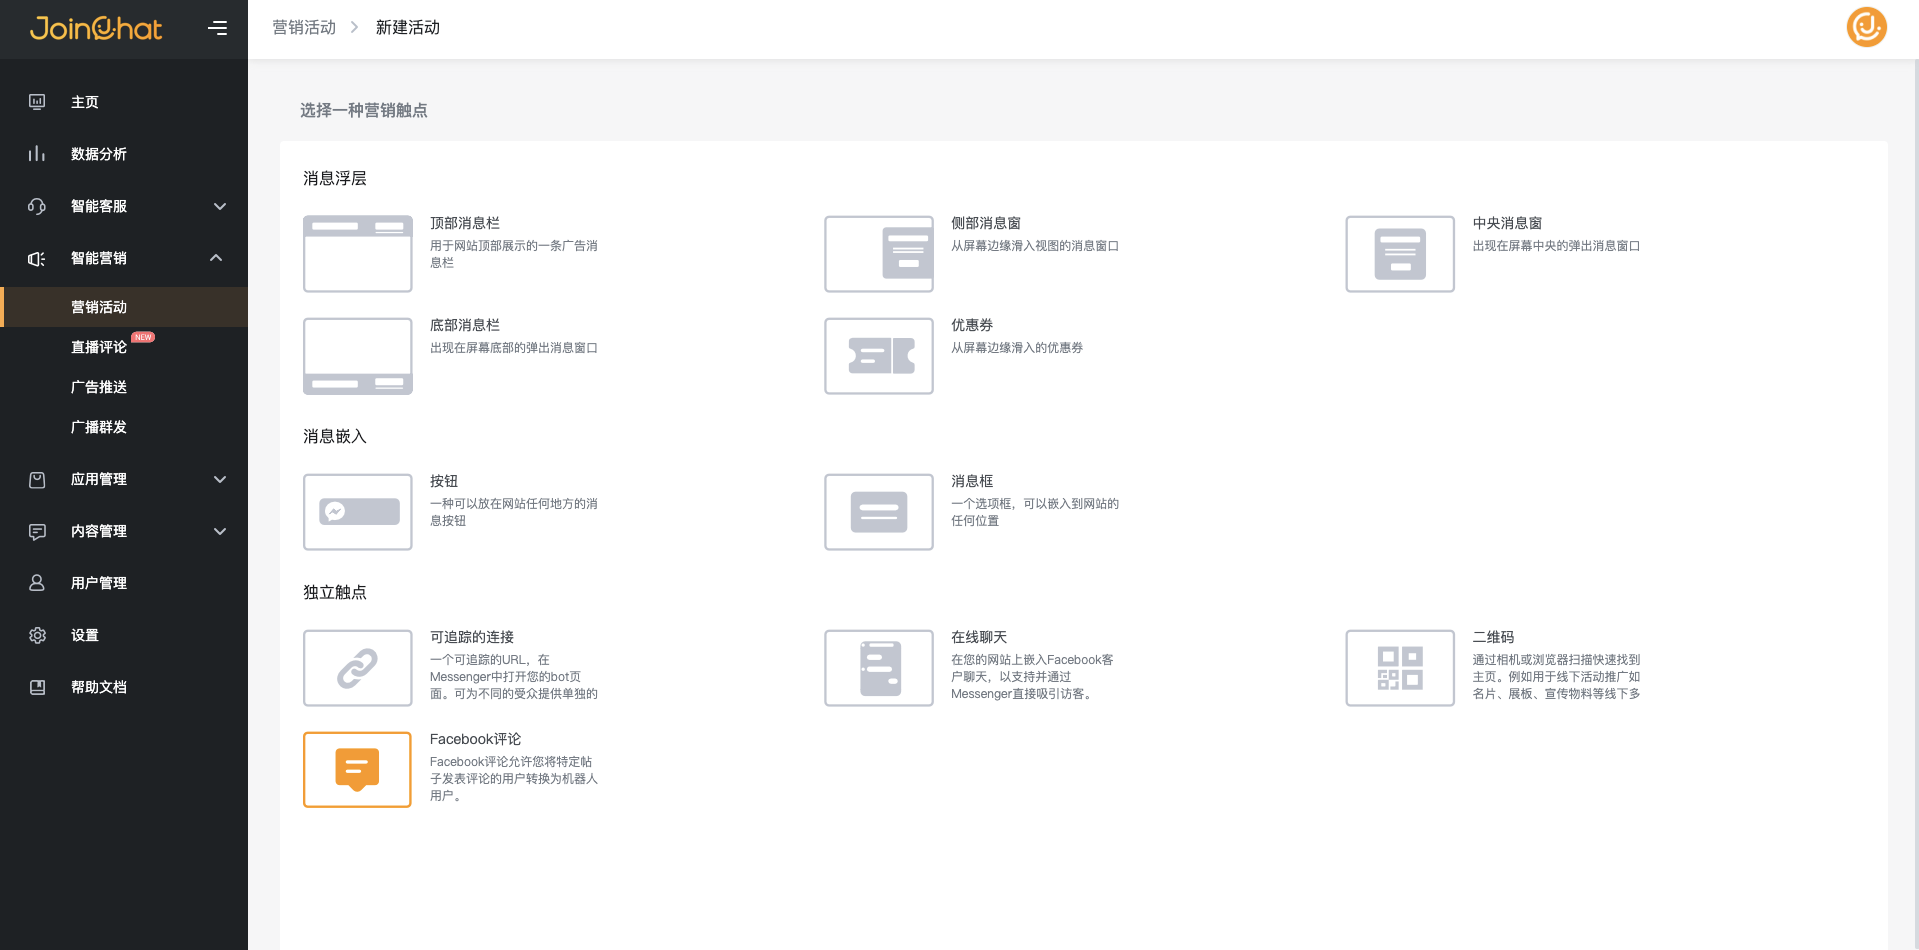 JoinChat
营销活动 > 新建活动
主页
数据分析
智能客服
智能营销
营销活动
直播评论 NEW
广告推送
广播群发
应用管理
内容管理
用户管理
设置
帮助文档
选择一种营销触点
消息浮层
顶部消息栏
用于网站顶部展示的一条广告消
息栏
侧部消息窗
从屏幕边缘滑入视图的消息窗口
中央消息窗
出现在屏幕中央的弹出消息窗口
底部消息栏
出现在屏幕底部的弹出消息窗口
优惠券
从屏幕边缘滑入的优惠券
消息嵌入
按钮
一种可以放在网站任何地方的消
息按钮
消息框
一个选项框，可以嵌入到网站的
任何位置
独立触点
可追踪的连接
一个可追踪的URL，在
Messenger中打开您的bot页
面。可为不同的受众提供单独的
在线聊天
在您的网站上嵌入Facebook客
户聊天，以支持并通过
Messenger直接吸引访客。
二维码
通过相机或浏览器扫描快速找到
主页。例如用于线下活动推广如
名片、展板、宣传物料等线下多
Facebook评论
Facebook评论允许您将特定帖
子发表评论的用户转换为机器人
用户。